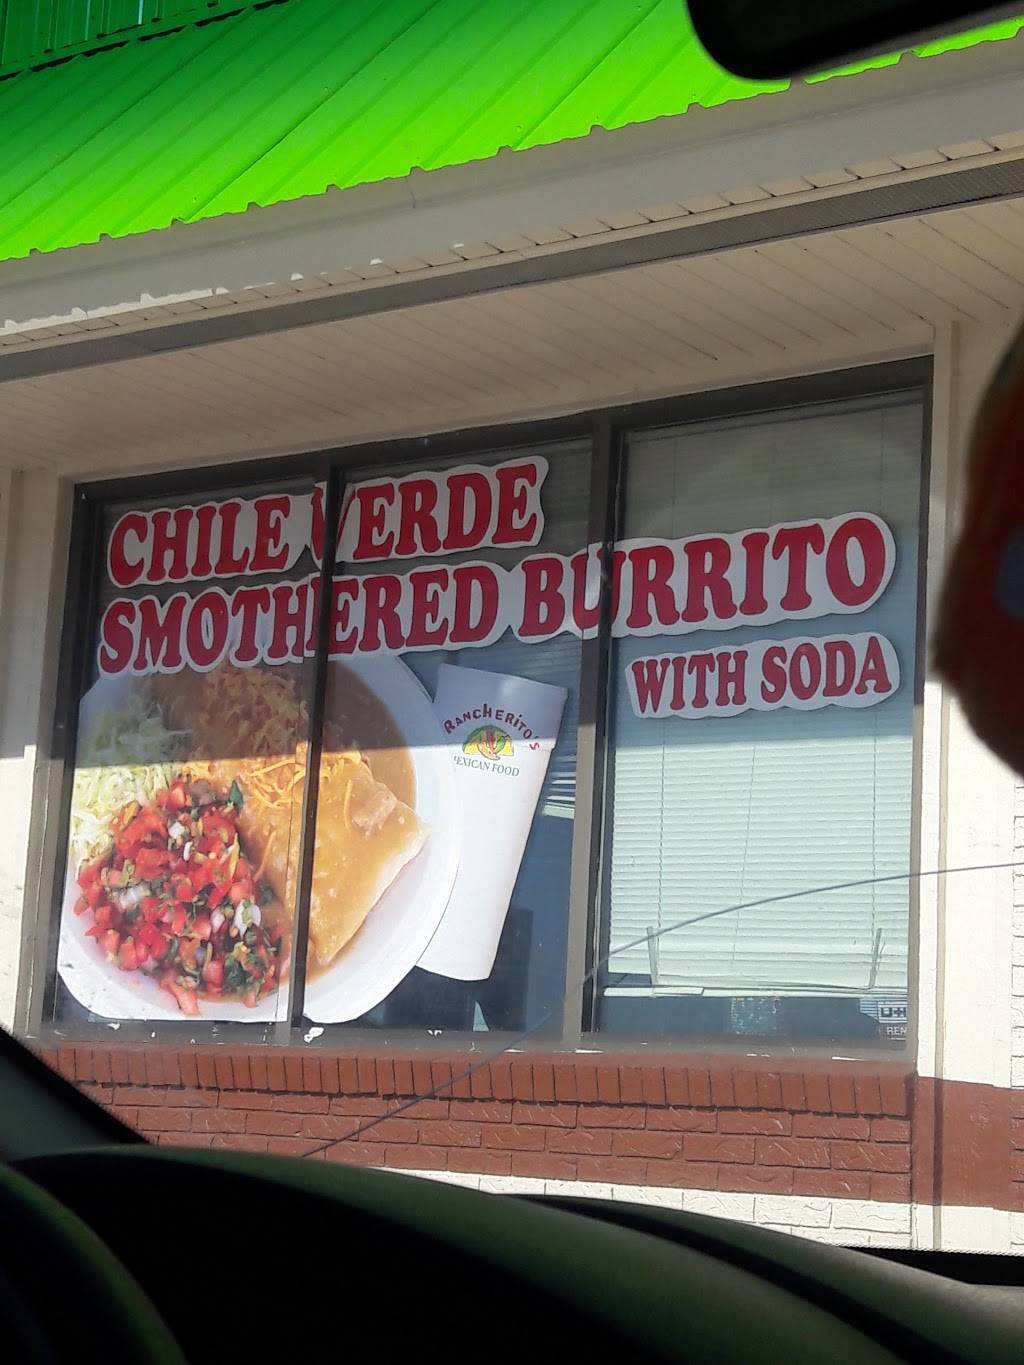 CHILE VERDE
SMOTHERED BURRITO
WITH SODA
RANCHERITO'S
MEXICAN FOOD